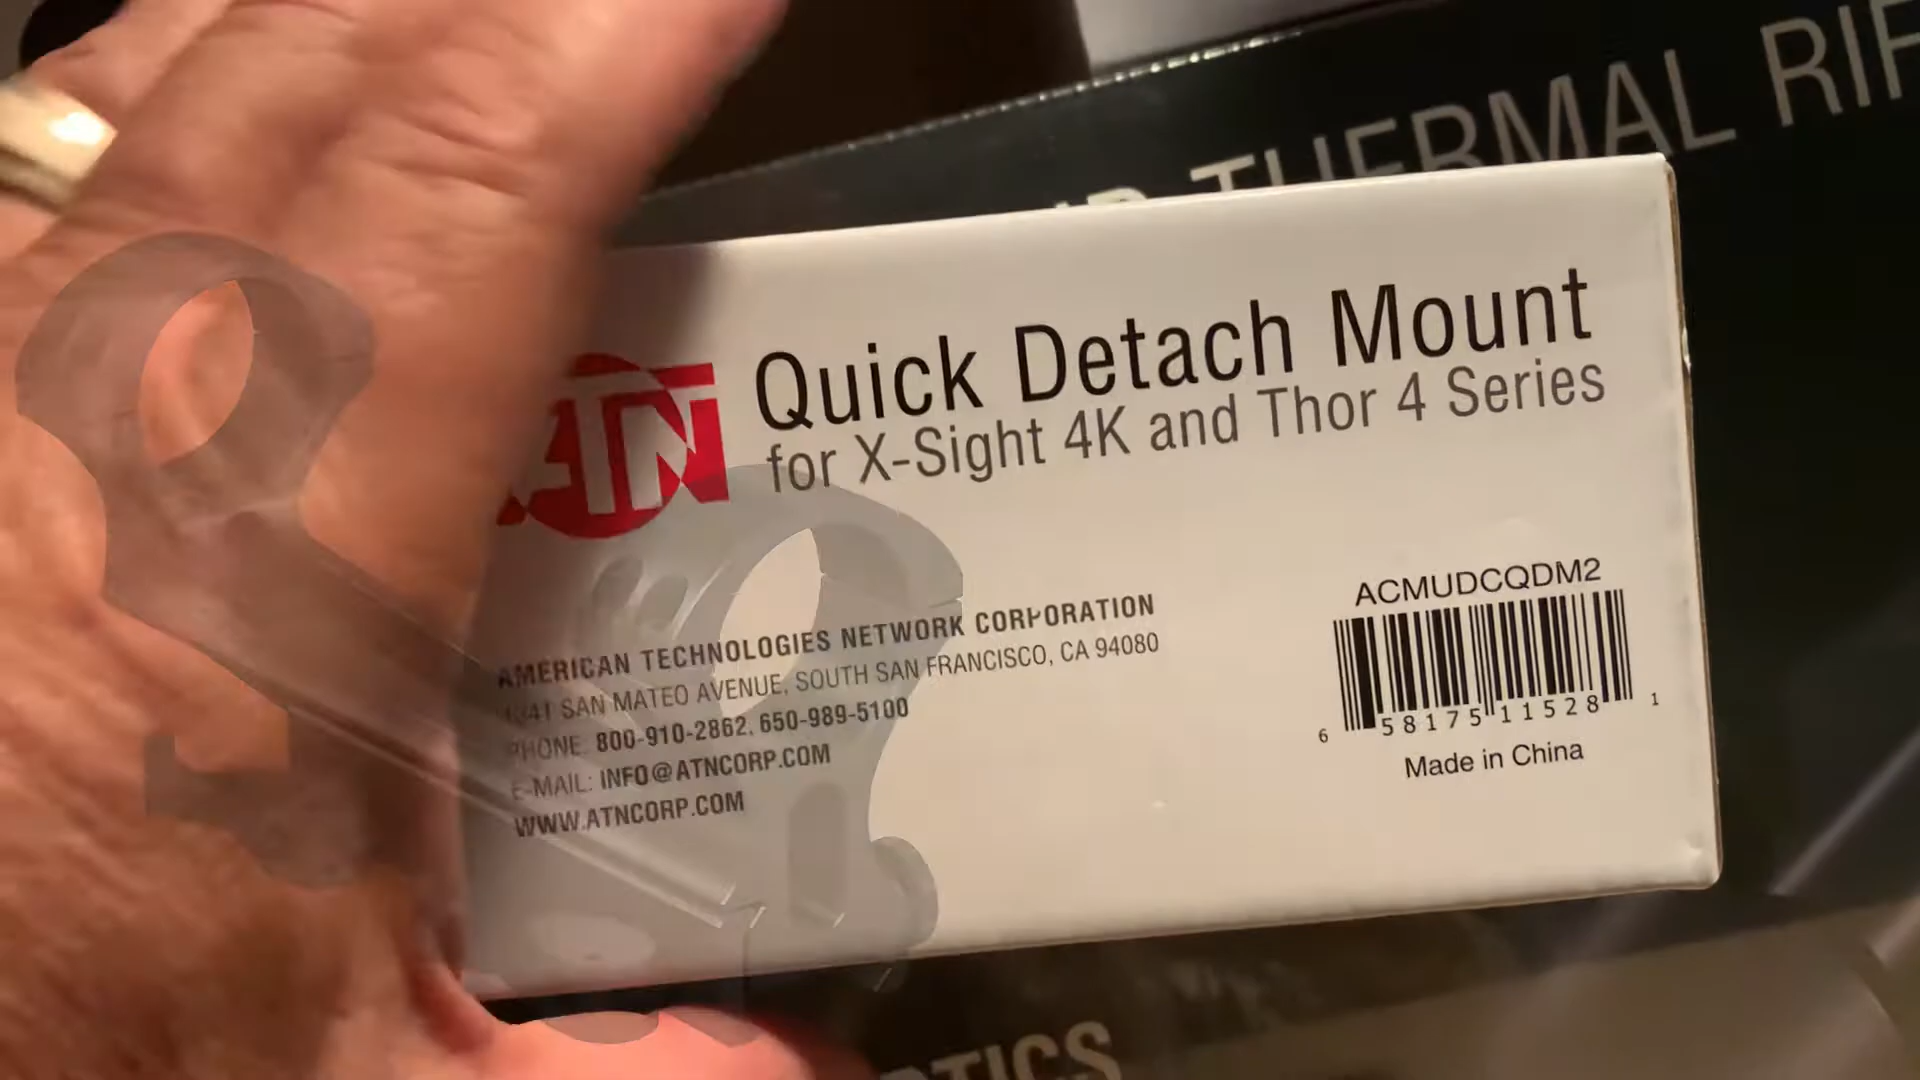 THERMAL RIF
ATN
Quick Detach Mount
for X-Sight 4K and Thor 4 Series
ACMUDCQDM2
AMERICAN TECHNOLOGIES NETWORK CORPORATION
SAN MATEO AVENUE, SOUTH SAN FRANCISCO, CA 94080
PHONE: 800-910-2862, 650-989-5100
E-MAIL: INFO@ATNCORP.COM
WWW.ATNCORP.COM
6 58175 11528 1
Made in China
TICS